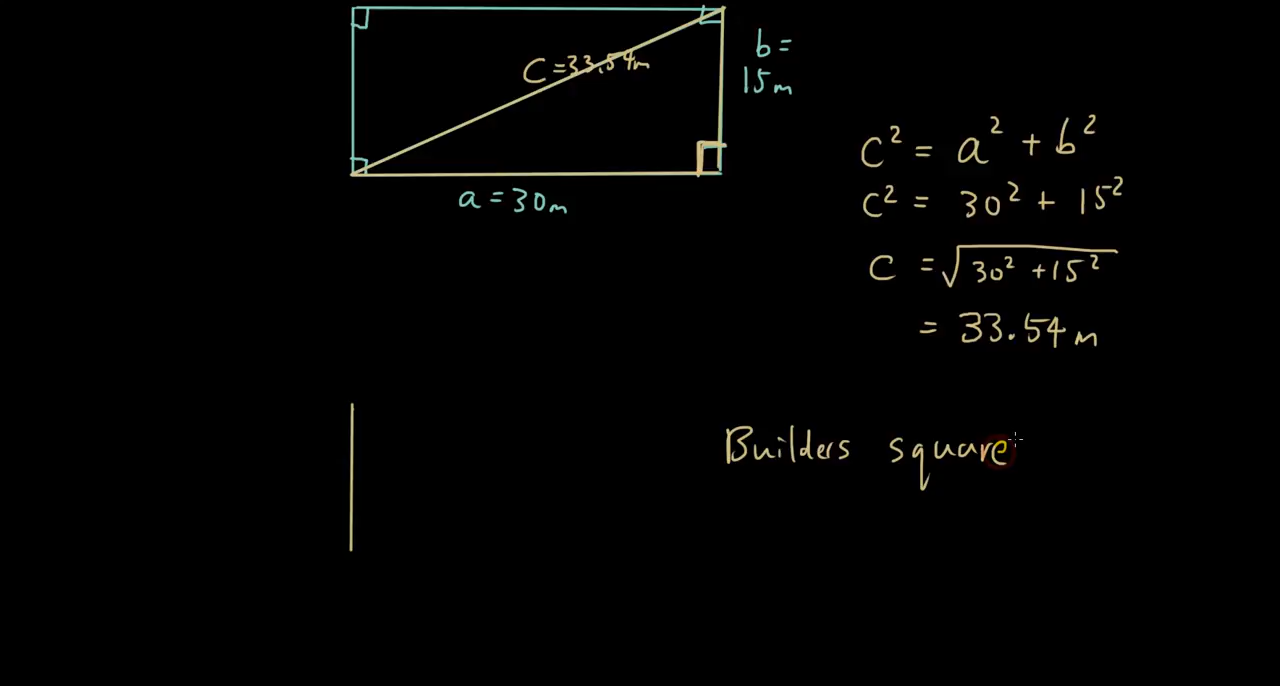 C = 33.54m
b =
15m
a = 30m
C² = a² + b²
C² = 30² + 15²
C = √30² + 15²
= 33.54 m
Builders square